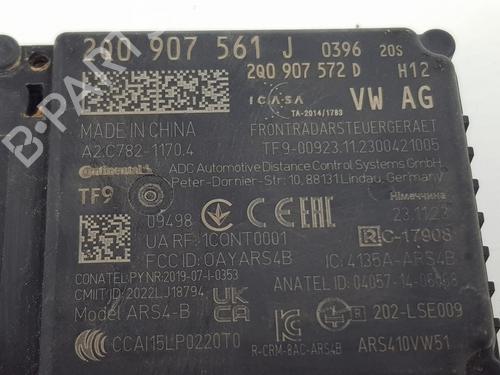 2Q0 907 561 J 0396 20S
2Q0 907 572 D H12
ICASA
TA-2014/1783
VW AG
MADE IN CHINA
FRONTRADARSTEUERGERAET
A2.C782-1170.4
TF9-00923.11.2300421005
Continental
ADC Automotive Distance Control Systems GmbH
Peter-Dornier-Str: 10, 88131 Lindau, Germany
TF9
Німеччина
09498
23.11.23
UA RF: 1CONT0001
R C-17908
FCC ID: OAYARS4B
IC: 4135A-ARS4B
CONATEL PY NR:2019-07-I-0353
ANATEL ID: 04057-14-06868
CMIIT ID: 2022LJ18794
UK CA
Model ARS4-B
R 202-LSE009
CCAI15LP0220T0
R-CRM-8AC-ARS4B
ARS410VW51